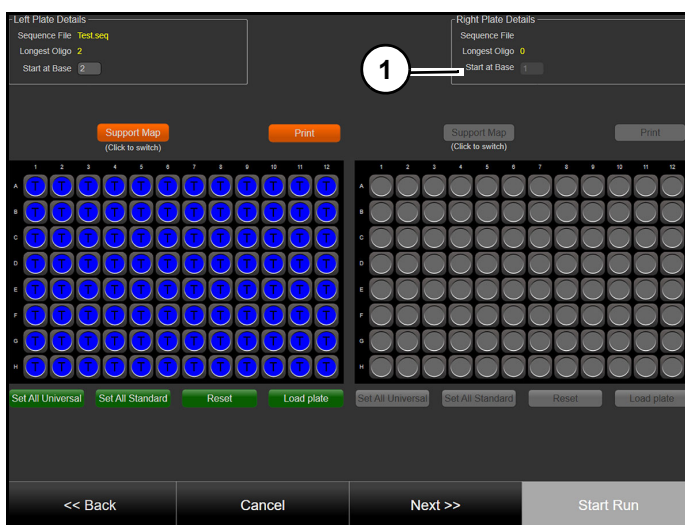 Left Plate Details
Sequence File Test.seq
Longest Oligo 2
Start at Base 2
Right Plate Details
Sequence File
Longest Oligo 0
Start at Base 1
1
Support Map
(Click to switch)
Print
Support Map
(Click to switch)
Print
1 2 3 4 5 6 7 8 9 10 11 12
A T T T T T T T T T T T T
B T T T T T T T T T T T T
C T T T T T T T T T T T T
D T T T T T T T T T T T T
E T T T T T T T T T T T T
F T T T T T T T T T T T T
G T T T T T T T T T T T T
H T T T T T T T T T T T T
1 2 3 4 5 6 7 8 9 10 11 12
A
B
C
D
E
F
G
H
Set All Universal Set All Standard Reset Load plate
Set All Universal Set All Standard Reset Load plate
<< Back Cancel Next >> Start Run